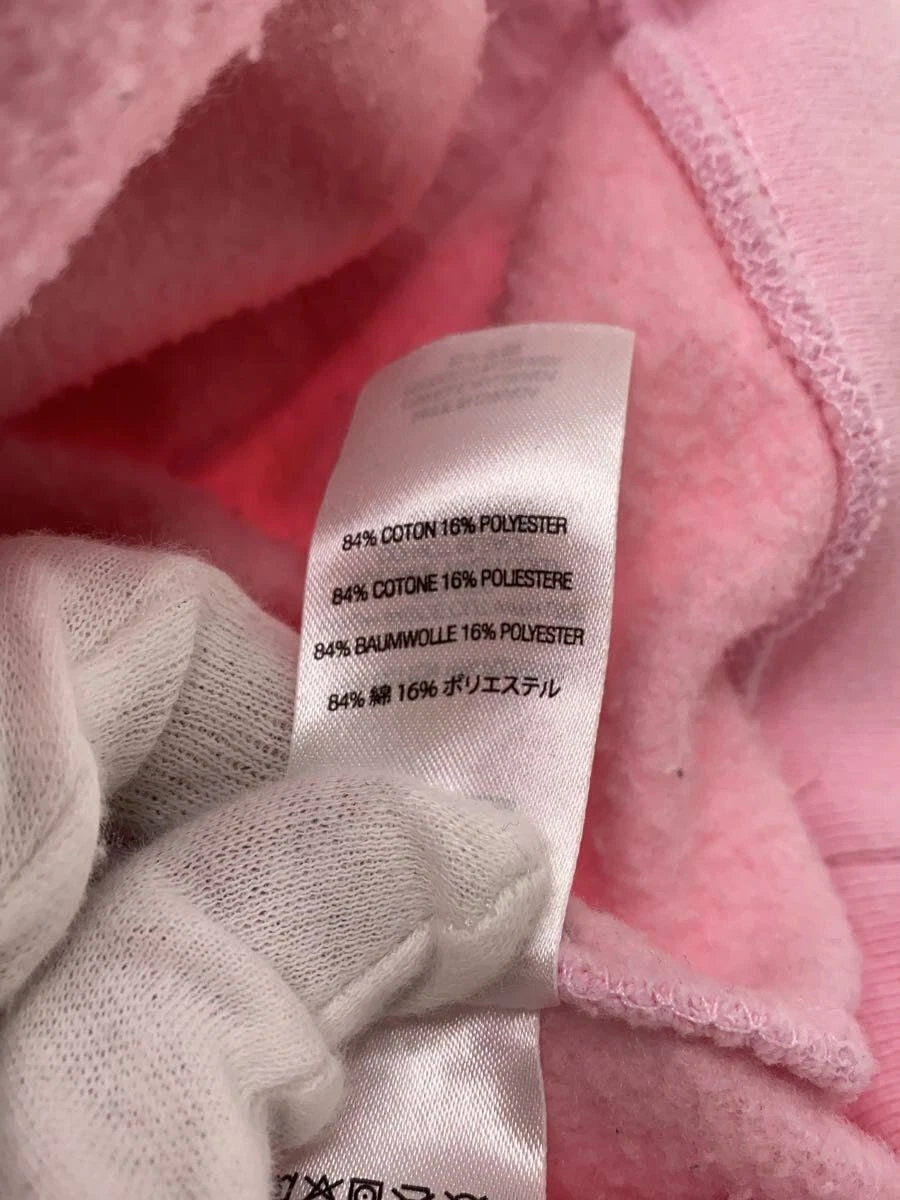 84% COTON 16% POLYESTER
84% COTONE 16% POLIESTERE
84% BAUMWOLLE 16% POLYESTER
84% 綿 16% ポリエステル